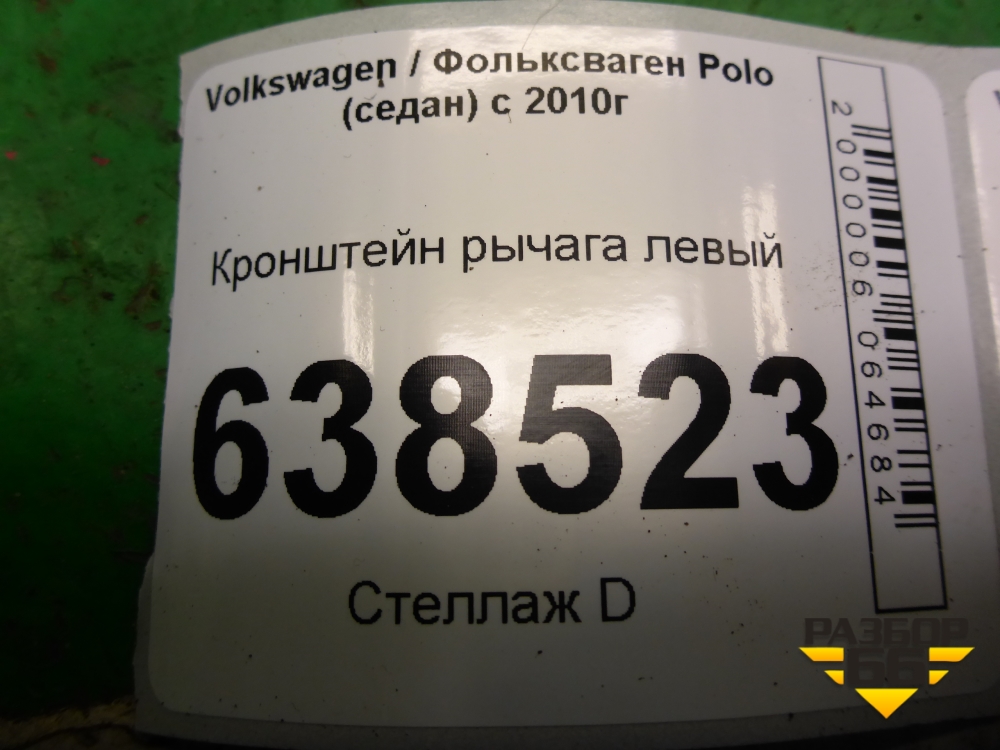 Volkswagen / Фольксваген Polo
(седан) с 2010г
Кронштейн рычага левый
638523
Стеллаж D
2000006064684
РАЗБОР
66